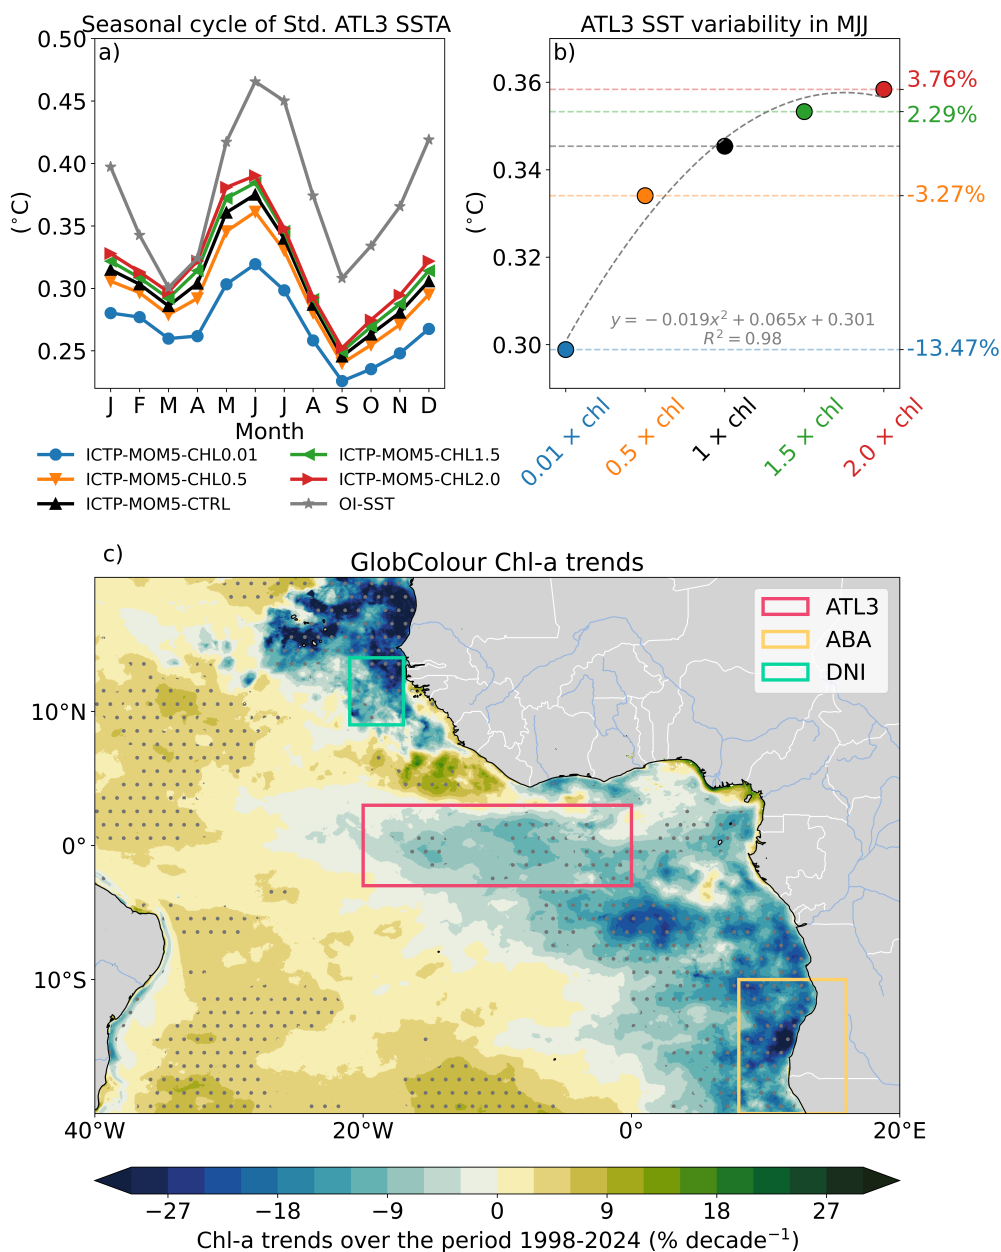 Seasonal cycle of Std. ATL3 SSTA
a)
(°C)
0.50
0.45
0.40
0.35
0.30
0.25
J F M A M J J A S O N D
Month
ICTP-MOM5-CHL0.01
ICTP-MOM5-CHL0.5
ICTP-MOM5-CTRL
ICTP-MOM5-CHL1.5
ICTP-MOM5-CHL2.0
OI-SST
ATL3 SST variability in MJJ
b)
(°C)
0.36
0.34
0.32
0.30
3.76%
2.29%
-3.27%
-13.47%
y = −0.019x² + 0.065x + 0.301
R² = 0.98
0.01 × chl
0.5 × chl
1 × chl
1.5 × chl
2.0 × chl
c)
GlobColour Chl-a trends
ATL3
ABA
DNI
10°N
0°
10°S
40°W 20°W 0° 20°E
−27 −18 −9 0 9 18 27
Chl-a trends over the period 1998-2024 (% decade⁻¹)